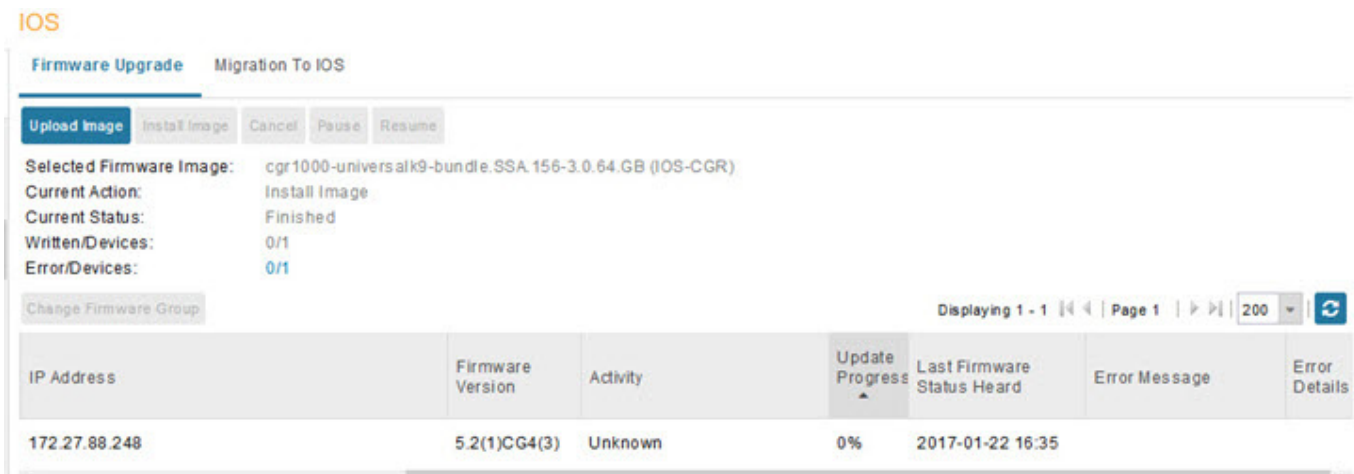 IOS
Firmware Upgrade Migration To IOS
Upload Image Install Image Cancel Pause Resume
Selected Firmware Image: cgr1000-universalk9-bundle.SSA.156-3.0.64.GB (IOS-CGR)
Current Action: Install Image
Current Status: Finished
Written/Devices: 0/1
Error/Devices: 0/1
Change Firmware Group Displaying 1 - 1 | Page 1 | 200
IP Address Firmware Version Activity Update Progress Last Firmware Status Heard Error Message Error Details
172.27.88.248 5.2(1)CG4(3) Unknown 0% 2017-01-22 16:35